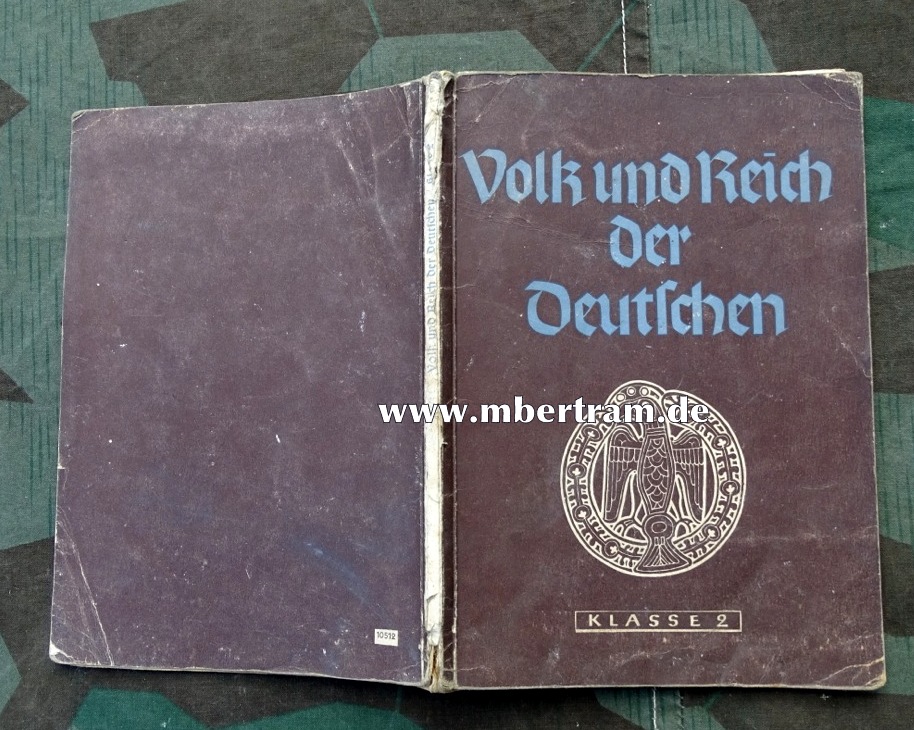 Volk und Reich
der
Deutschen
www.mbertram.de
KLASSE 2
Volk und Reich der Deutschen
10512